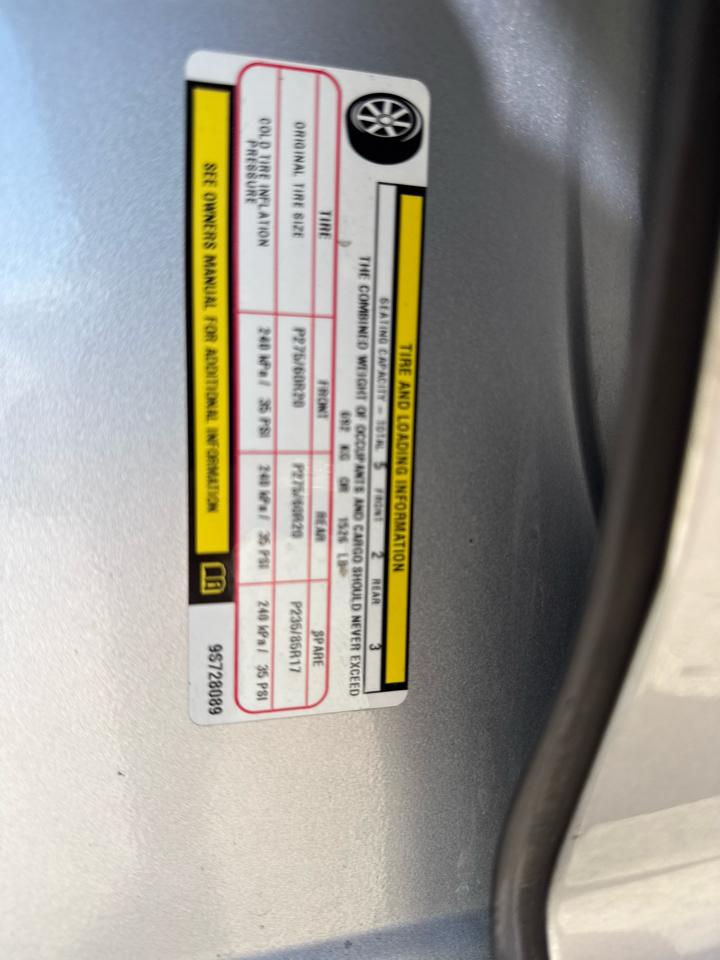 TIRE AND LOADING INFORMATION
SEATING CAPACITY - TOTAL 5 FRONT 2 REAR 3
THE COMBINED WEIGHT OF OCCUPANTS AND CARGO SHOULD NEVER EXCEED
692 KG OR 1526 LB
TIRE FRONT REAR SPARE
ORIGINAL TIRE SIZE P275/60R20 P275/60R20 P235/85R17
COLD TIRE INFLATION PRESSURE 240 kPa / 35 PSI 240 kPa / 35 PSI 240 kPa / 35 PSI
SEE OWNERS MANUAL FOR ADDITIONAL INFORMATION
9S728089